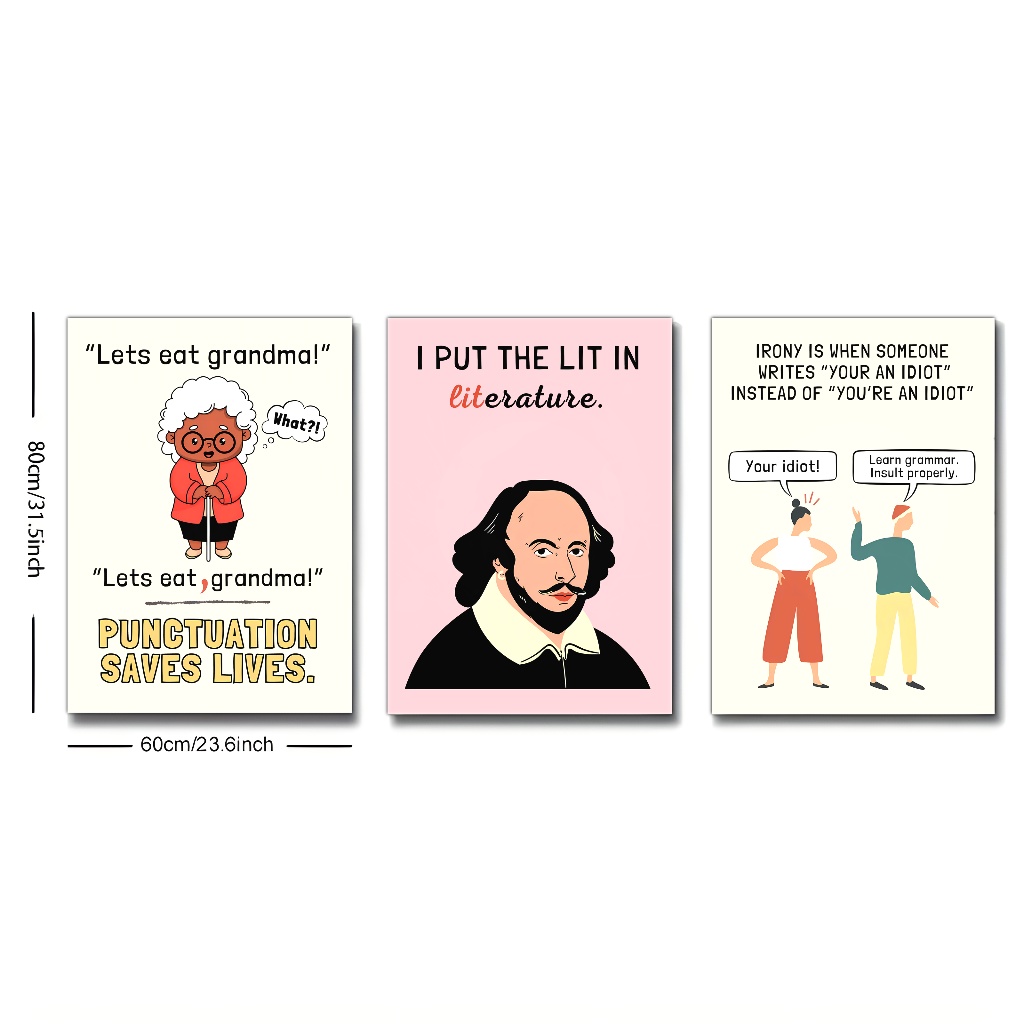 80cm/31.5inch
“Lets eat grandma!”
What?!
“Lets eat,grandma!”
PUNCTUATION
SAVES LIVES.
60cm/23.6inch
I PUT THE LIT IN
literature.
IRONY IS WHEN SOMEONE
WRITES “YOUR AN IDIOT”
INSTEAD OF “YOU’RE AN IDIOT”
Your idiot!
Learn grammar.
Insult properly.